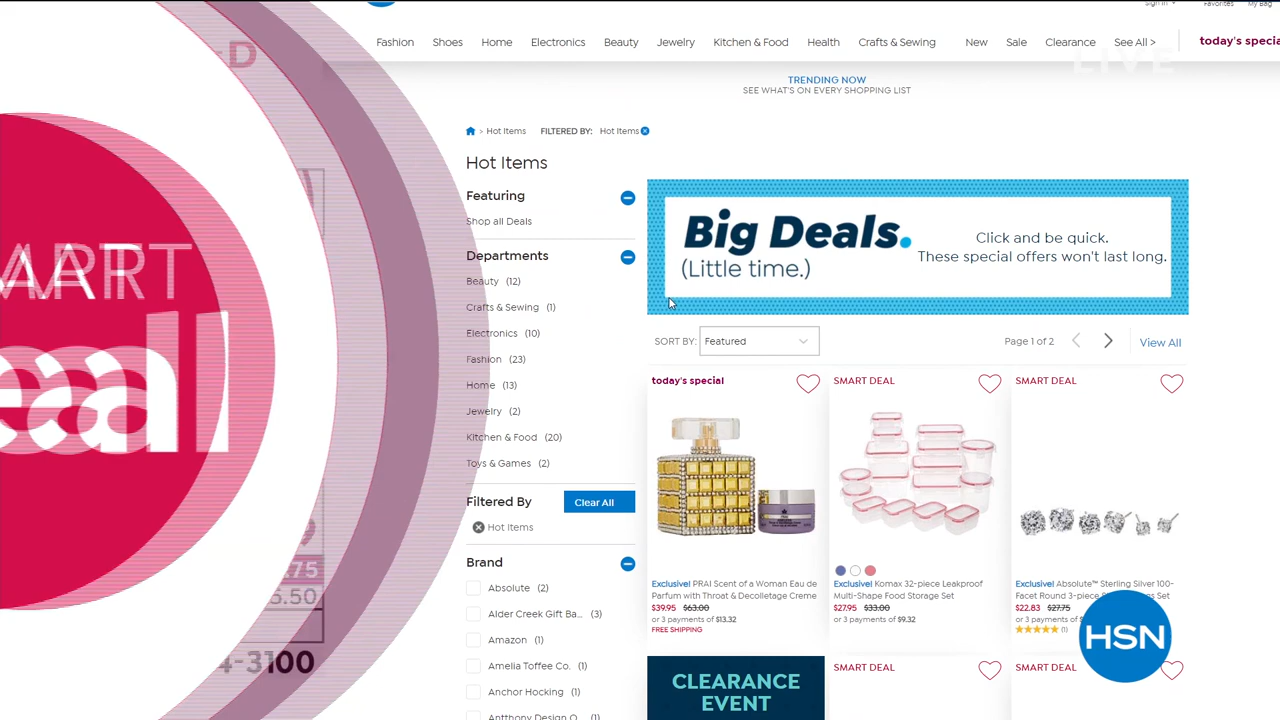 Sign In
Favorites
My Bag
Fashion Shoes Home Electronics Beauty Jewelry Kitchen & Food Health Crafts & Sewing New Sale Clearance See All > today's specia
LIVE
TRENDING NOW
SEE WHAT'S ON EVERY SHOPPING LIST
> Hot Items FILTERED BY: Hot Items
Hot Items
Featuring
Shop all Deals
Departments
Beauty (12)
Crafts & Sewing (1)
Electronics (10)
Fashion (23)
Home (13)
Jewelry (2)
Kitchen & Food (20)
Toys & Games (2)
Filtered By
Clear All
Hot Items
Brand
Absolute (2)
Alder Creek Gift Ba... (3)
Amazon (1)
Amelia Toffee Co. (1)
Anchor Hocking (1)
Big Deals.
(Little time.)
Click and be quick.
These special offers won't last long.
SORT BY: Featured
Page 1 of 2
View All
today's special
Exclusive! PRAI Scent of a Woman Eau de
Parfum with Throat & Decolletage Creme
$39.95 $63.00
or 3 payments of $13.32
FREE SHIPPING
SMART DEAL
Exclusive! Komax 32-piece Leakproof
Multi-Shape Food Storage Set
$27.95 $33.00
or 3 payments of $9.32
SMART DEAL
Exclusive! Absolute™ Sterling Silver 100-
Facet Round 3-piece
$22.83 $27.75
(1)
CLEARANCE
EVENT
SMART DEAL
SMART DEAL
HSN